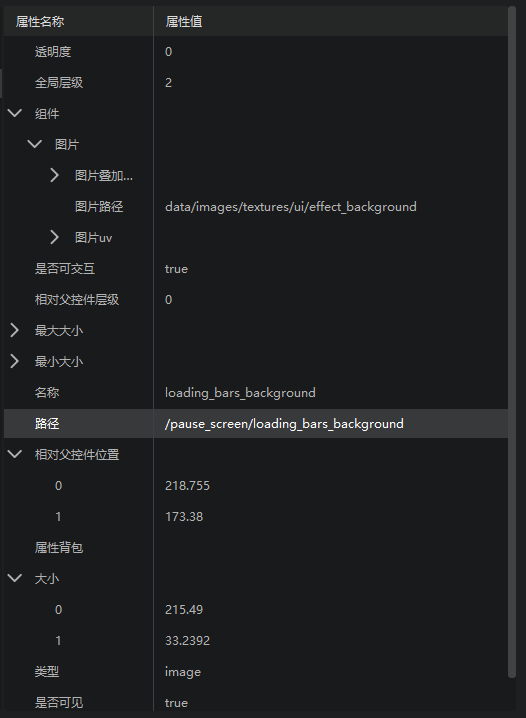 属性名称 属性值
透明度 0
全局层级 2
组件
图片
图片叠加...
图片路径 data/images/textures/ui/effect_background
图片uv
是否可交互 true
相对父控件层级 0
最大大小
最小大小
名称 loading_bars_background
路径 /pause_screen/loading_bars_background
相对父控件位置
0 218.755
1 173.38
属性背包
大小
0 215.49
1 33.2392
类型 image
是否可见 true